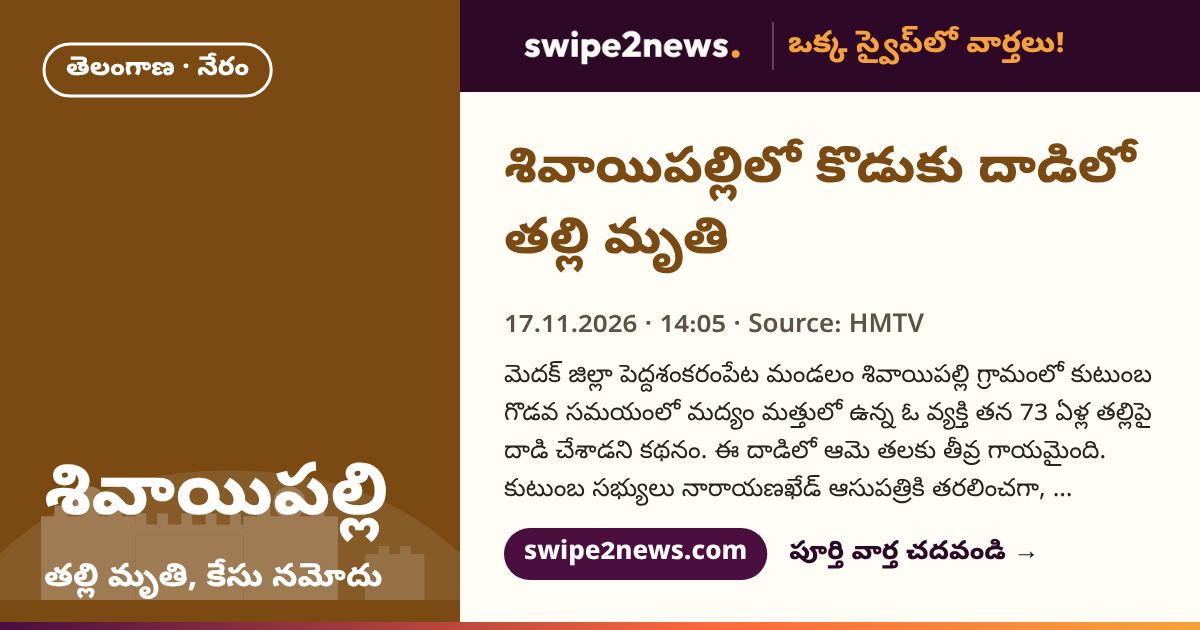 తెలంగాణ · నేరం
శివాయిపల్లి
తల్లి మృతి, కేసు నమోదు
swipe2news.
ఒక్క స్వైప్‌లో వార్తలు!
శివాయిపల్లిలో కొడుకు దాడిలో
తల్లి మృతి
17.11.2026 · 14:05 · Source: HMTV
మెదక్ జిల్లా పెద్దశంకరంపేట మండలం శివాయిపల్లి గ్రామంలో కుటుంబ
గొడవ సమయంలో మద్యం మత్తులో ఉన్న ఓ వ్యక్తి తన 73 ఏళ్ల తల్లిపై
దాడి చేశాడని కథనం. ఈ దాడిలో ఆమె తలకు తీవ్ర గాయమైంది.
కుటుంబ సభ్యులు నారాయణఖేడ్ ఆసుపత్రికి తరలించగా, ...
swipe2news.com
పూర్తి వార్త చదవండి →